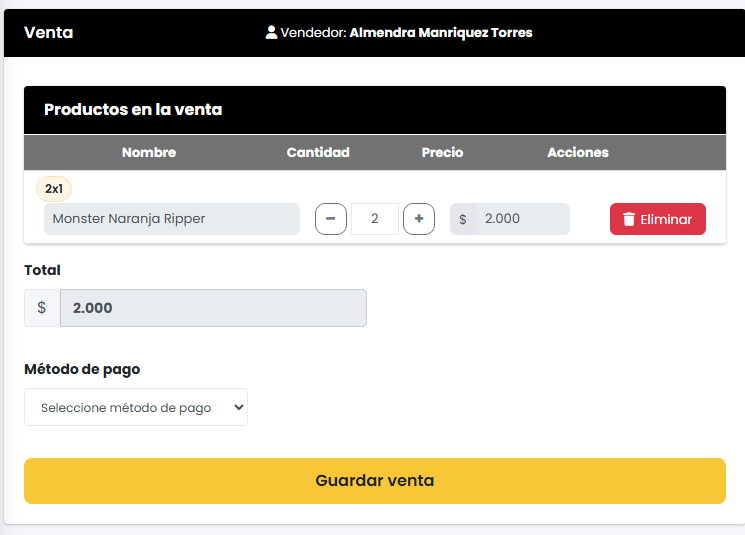 Venta
Vendedor: Almendra Manriquez Torres
Productos en la venta
Nombre Cantidad Precio Acciones
2x1
Monster Naranja Ripper − 2 + $ 2.000 Eliminar
Total
$ 2.000
Método de pago
Seleccione método de pago
Guardar venta